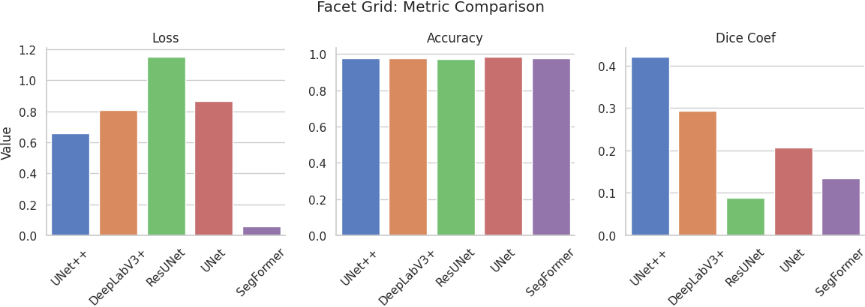 Facet Grid: Metric Comparison
Loss
Accuracy
Dice Coef
Value
1.2
1.0
0.8
0.6
0.4
0.2
0.0
UNet++
DeepLabV3+
ResUNet
UNet
SegFormer
1.0
0.8
0.6
0.4
0.2
0.0
UNet++
DeepLabV3+
ResUNet
UNet
SegFormer
0.4
0.3
0.2
0.1
0.0
UNet++
DeepLabV3+
ResUNet
UNet
SegFormer